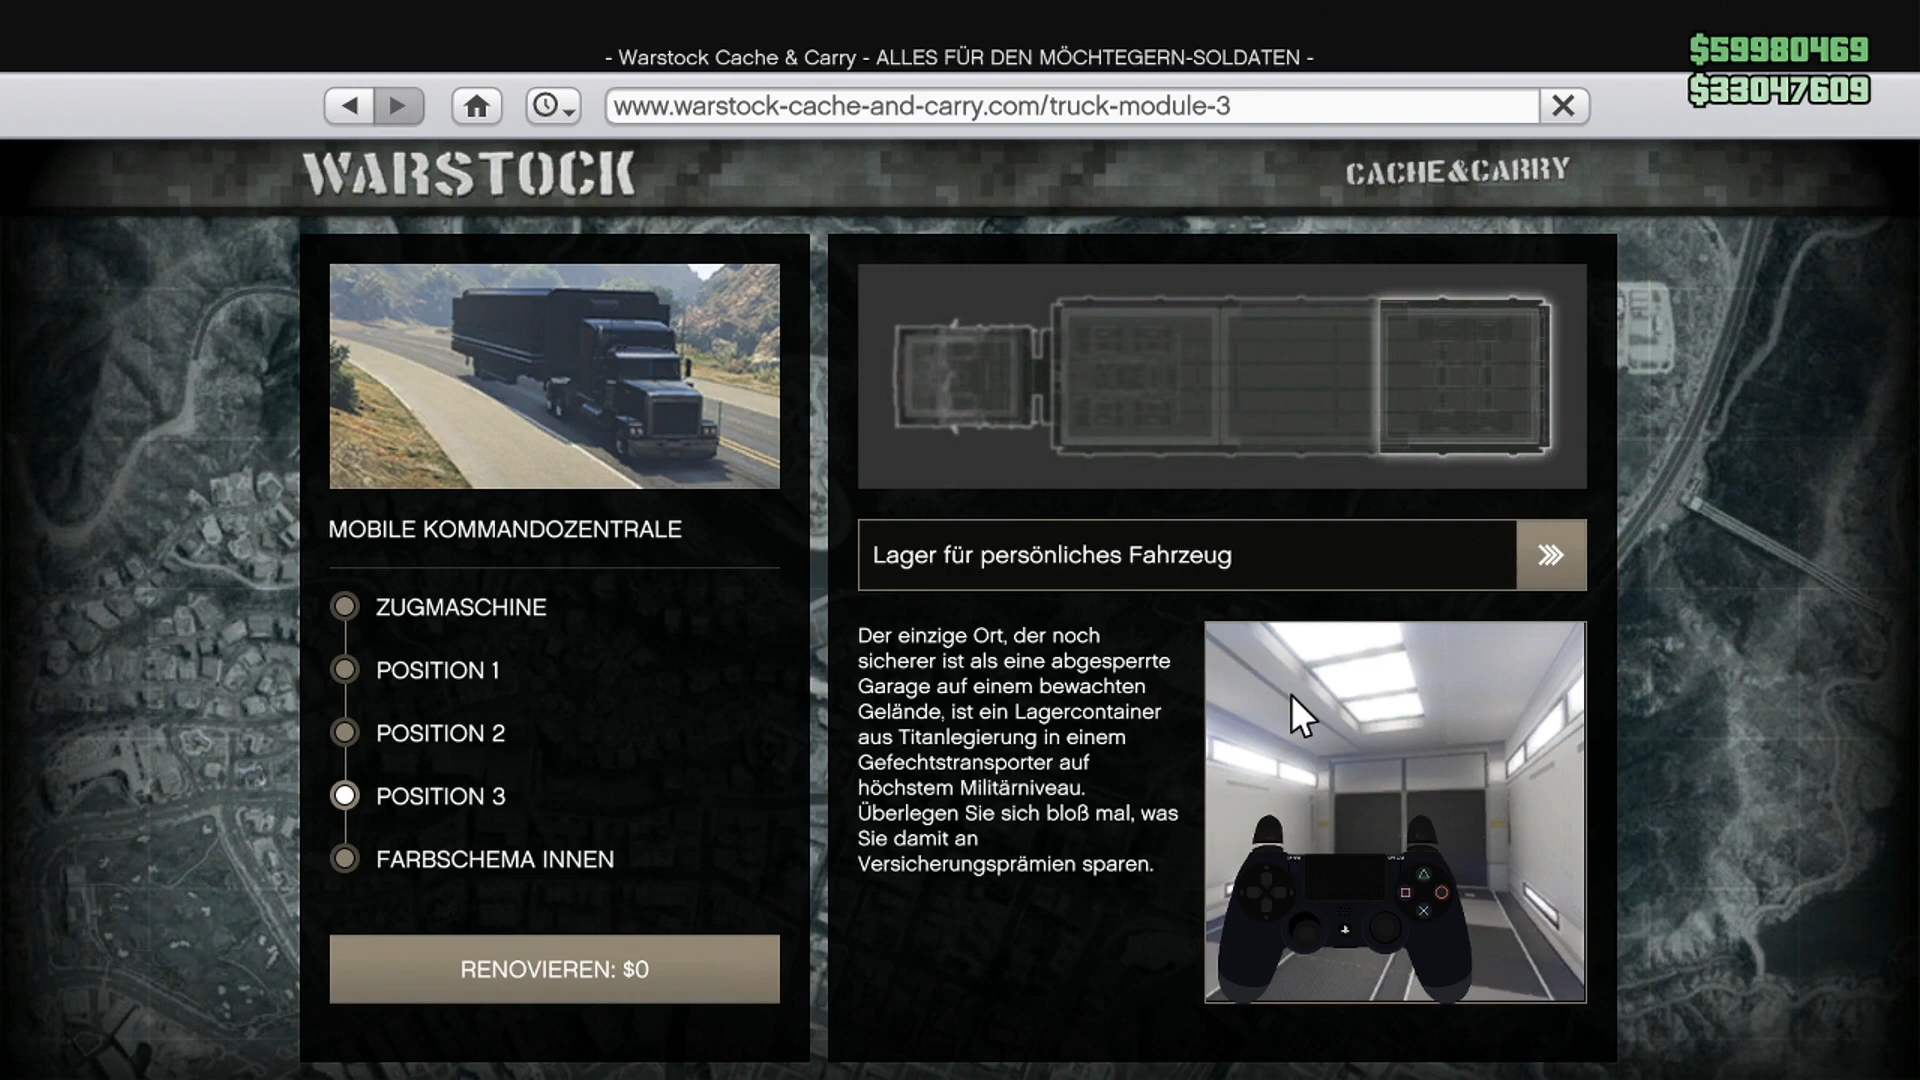 - Warstock Cache & Carry - ALLES FÜR DEN MÖCHTEGERN-SOLDATEN -
$59980469
$33047609
www.warstock-cache-and-carry.com/truck-module-3
WARSTOCK
CACHE&CARRY
MOBILE KOMMANDOZENTRALE
ZUGMASCHINE
POSITION 1
POSITION 2
POSITION 3
FARBSCHEMA INNEN
RENOVIEREN: $0
Lager für persönliches Fahrzeug
Der einzige Ort, der noch
sicherer ist als eine abgesperrte
Garage auf einem bewachten
Gelände, ist ein Lagercontainer
aus Titanlegierung in einem
Gefechtstransporter auf
höchstem Militärniveau.
Überlegen Sie sich bloß mal, was
Sie damit an
Versicherungsprämien sparen.